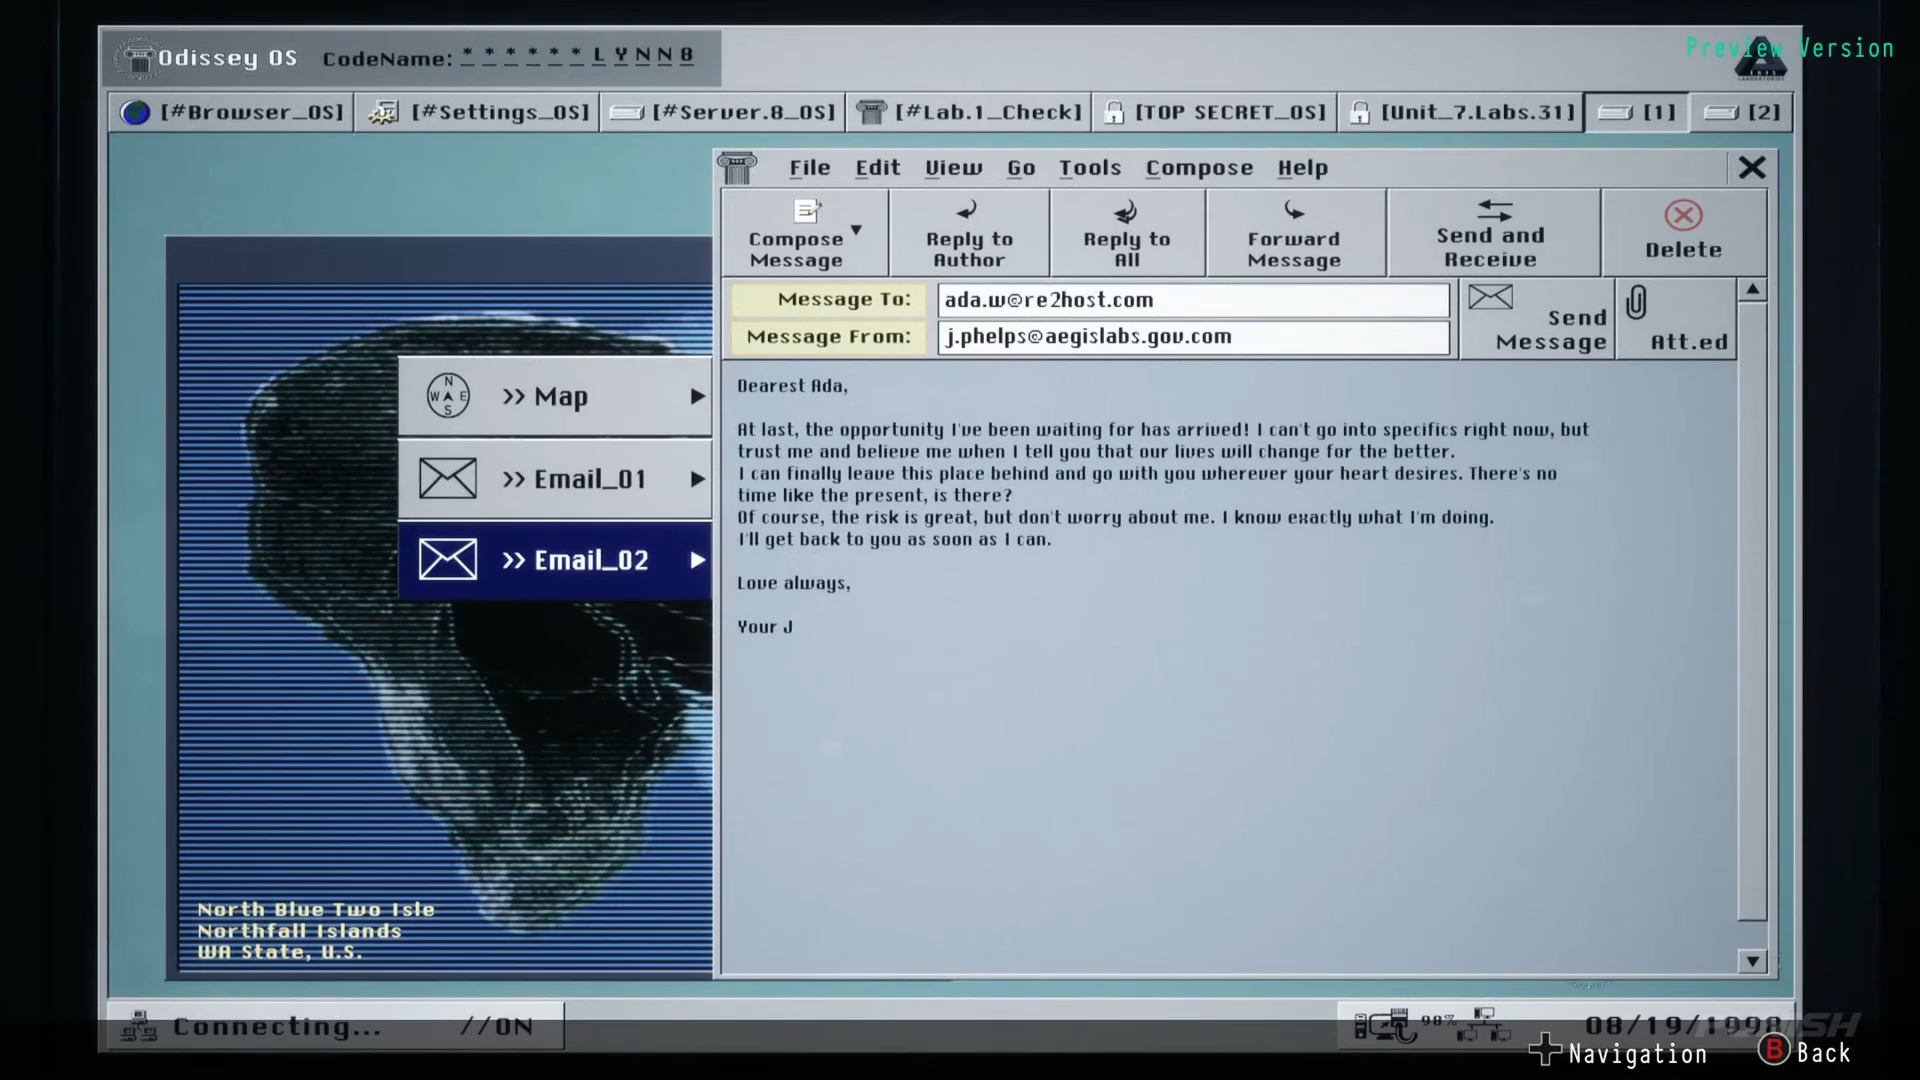 Odissey OS CodeName: ******LYNN8
Preview Version
[#Browser_OS] [#Settings_OS] [#Server.8_OS] [#Lab.1_Check] [TOP SECRET_OS] [Unit_7.Labs.31] [1] [2]
File Edit View Go Tools Compose Help
Compose Message
Reply to Author
Reply to All
Forward Message
Send and Receive
Delete
Message To: ada.w@re2host.com
Message From: j.phelps@aegislabs.gov.com
Send Message
Att.ed
N
W E
S
>> Map
>> Email_01
>> Email_02
Dearest Ada,
At last, the opportunity I've been waiting for has arrived! I can't go into specifics right now, but
trust me and believe me when I tell you that our lives will change for the better.
I can finally leave this place behind and go with you wherever your heart desires. There's no
time like the present, is there?
Of course, the risk is great, but don't worry about me. I know exactly what I'm doing.
I'll get back to you as soon as I can.
Love always,
Your J
North Blue Two Isle
Northfall Islands
WA State, U.S.
Connecting... //ON
98%
08/19/1998
Navigation B Back